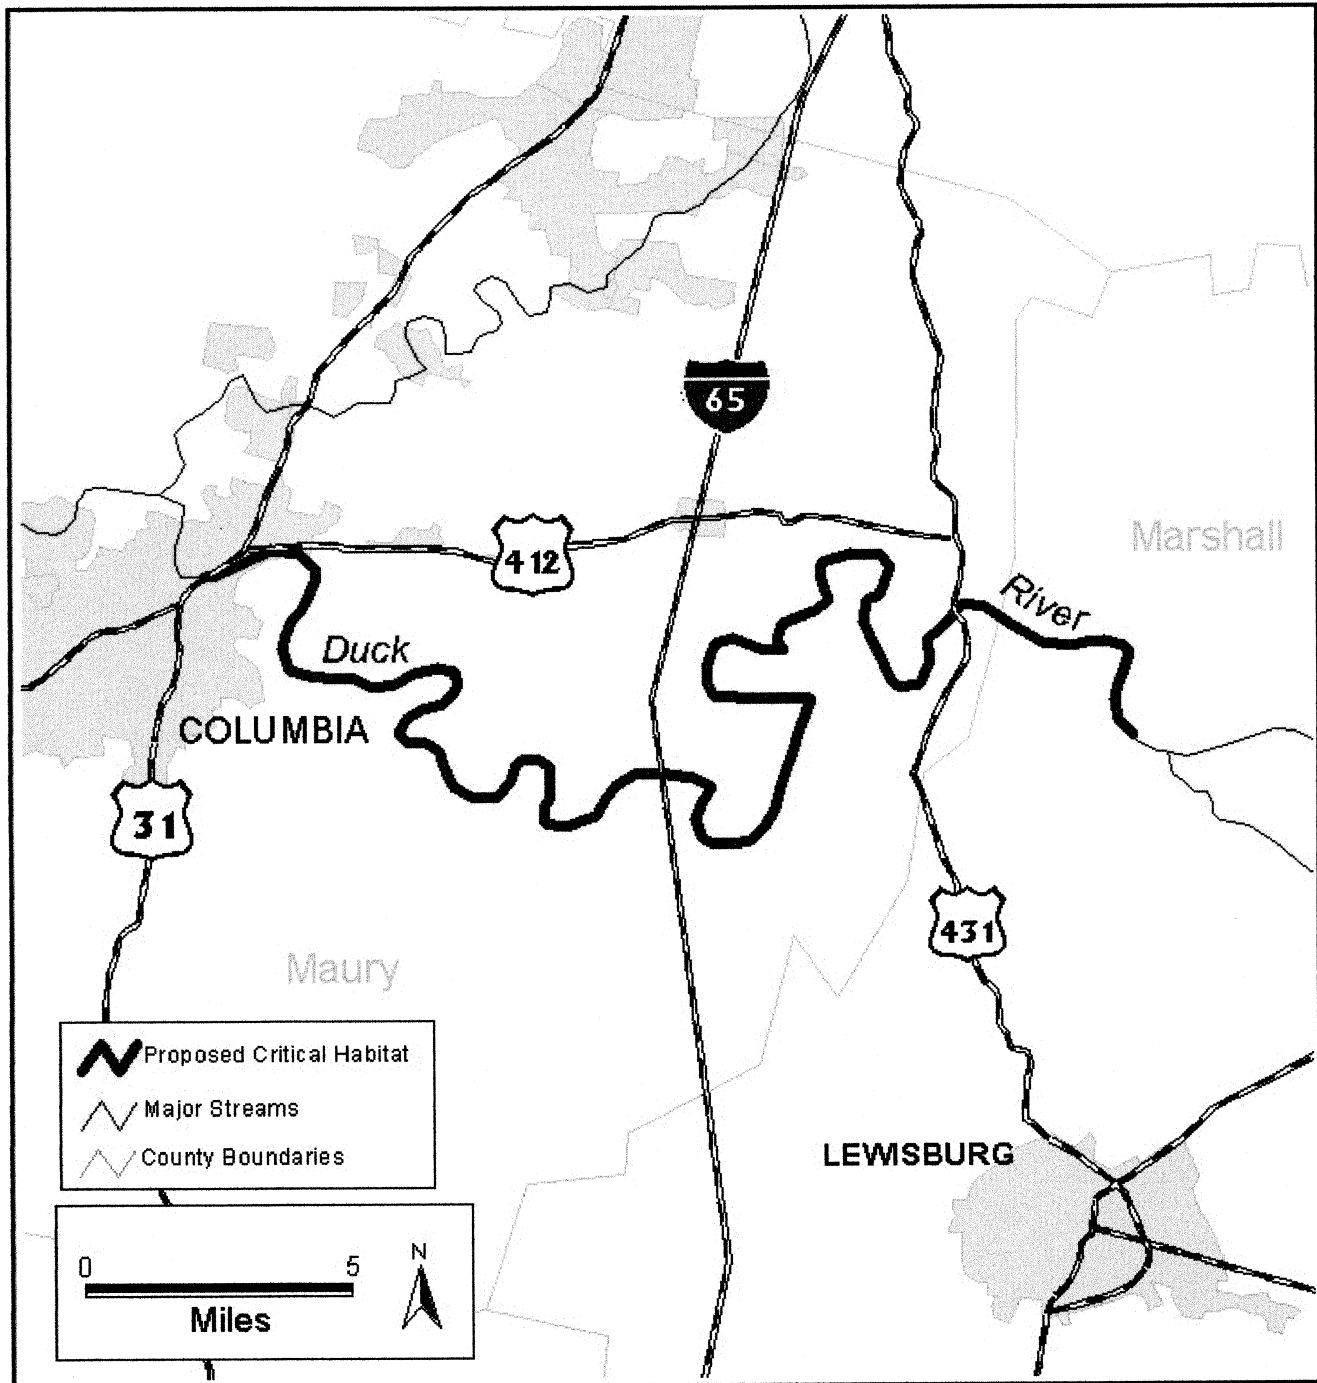 65
Marshall
412
River
Duck
COLUMBIA
31
431
Maury
Proposed Critical Habitat
Major Streams
County Boundaries
LEWISBURG
0 5
N
Miles